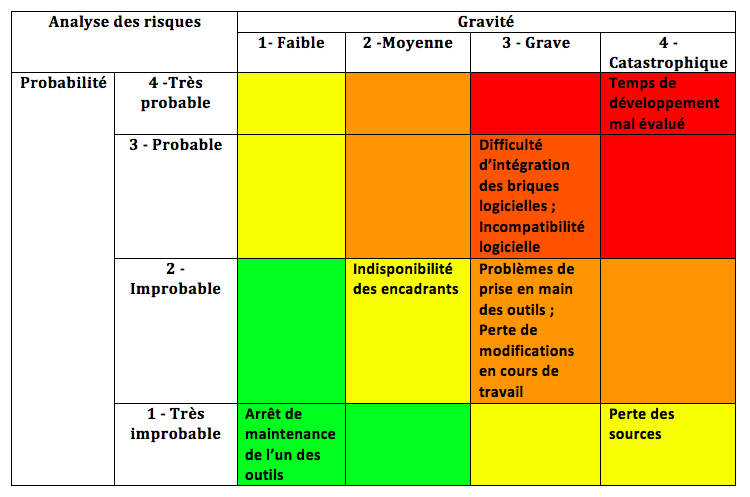 Analyse des risques
Gravité
1- Faible
2 -Moyenne
3 - Grave
4 -
Catastrophique
Probabilité
4 -Très
probable
Temps de
développement
mal évalué
3 - Probable
Difficulté
d’intégration
des briques
logicielles ;
Incompatibilité
logicielle
2 -
Improbable
Indisponibilité
des encadrants
Problèmes de
prise en main
des outils ;
Perte de
modifications
en cours de
travail
1 - Très
improbable
Arrêt de
maintenance
de l’un des
outils
Perte des
sources